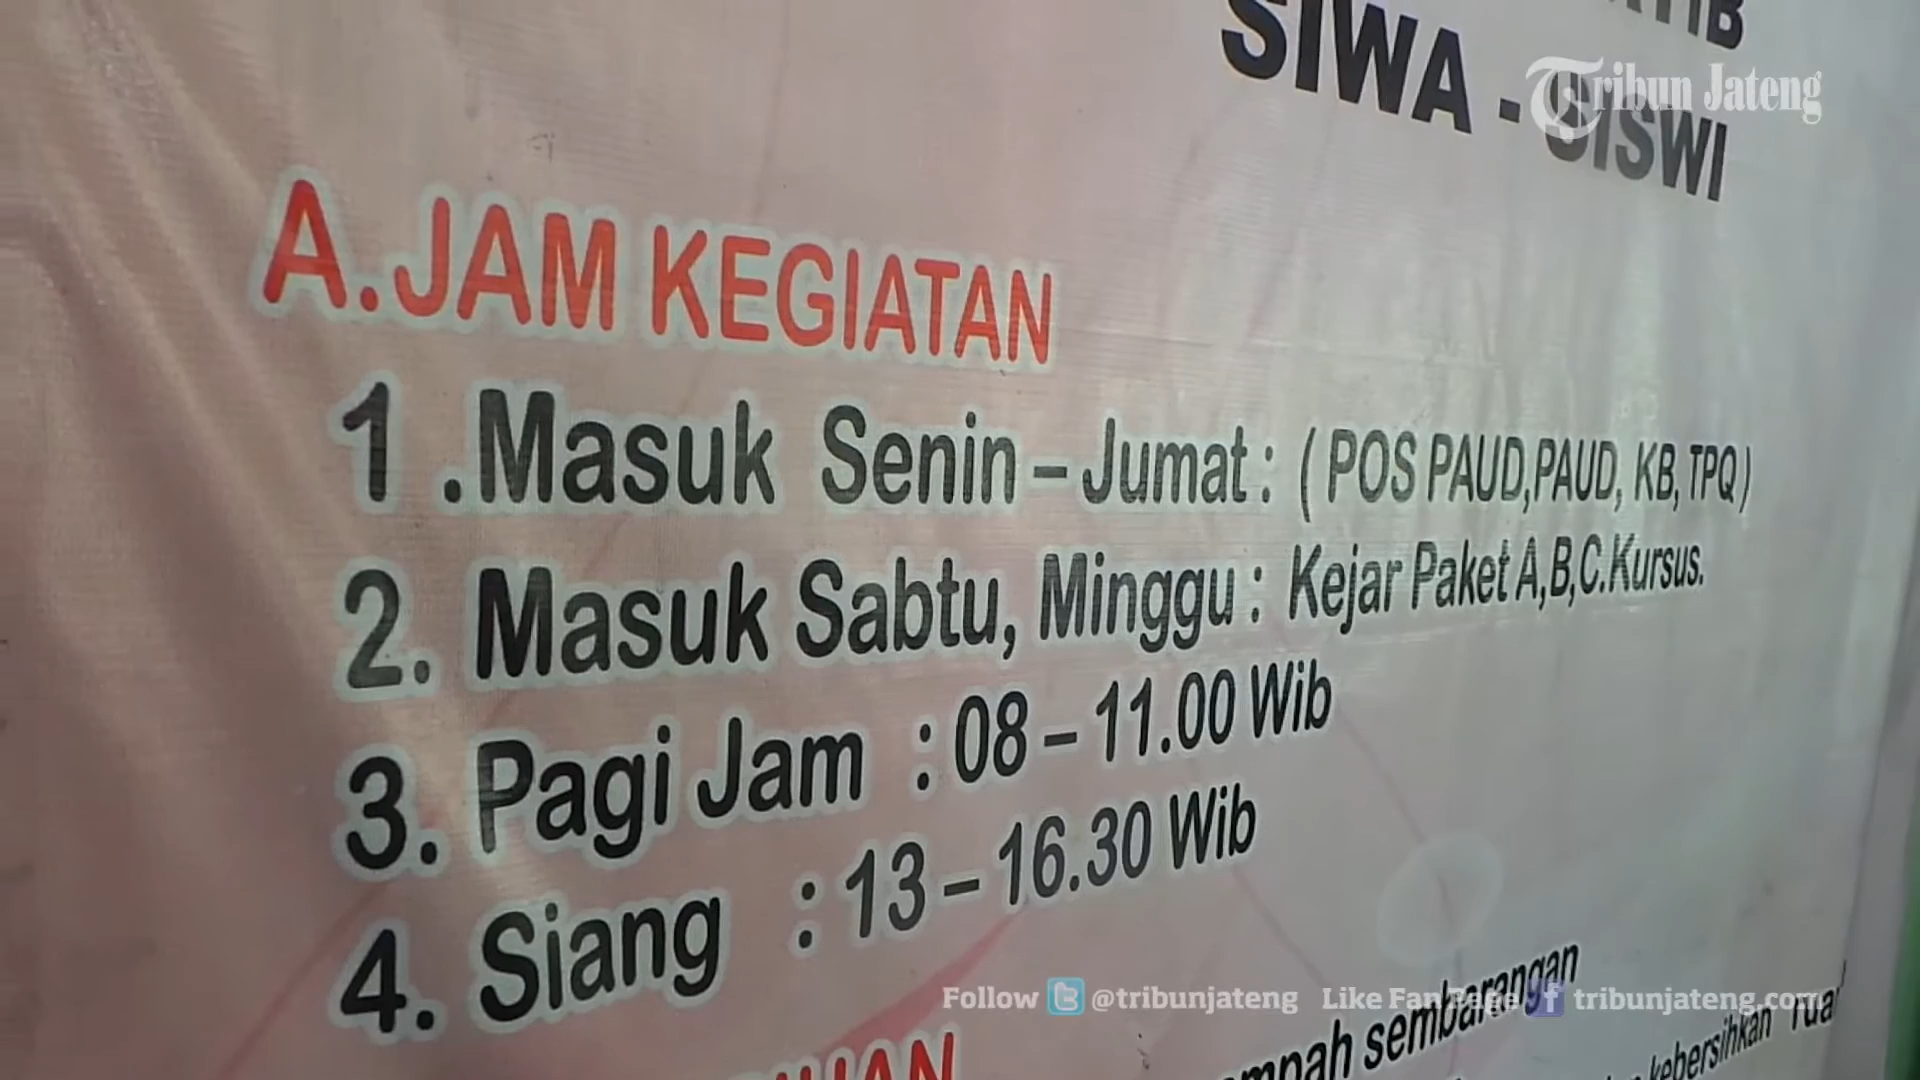 SIWA - SISWI
Tribun Jateng
A.JAM KEGIATAN
1 .Masuk Senin – Jumat : ( POS PAUD,PAUD, KB, TPQ )
2. Masuk Sabtu, Minggu : Kejar Paket A,B,C.Kursus.
3. Pagi Jam : 08 – 11.00 Wib
4. Siang : 13 – 16.30 Wib
sembarangan
Follow @tribunjateng Like Fan Page tribunjateng.com
kebersihkan